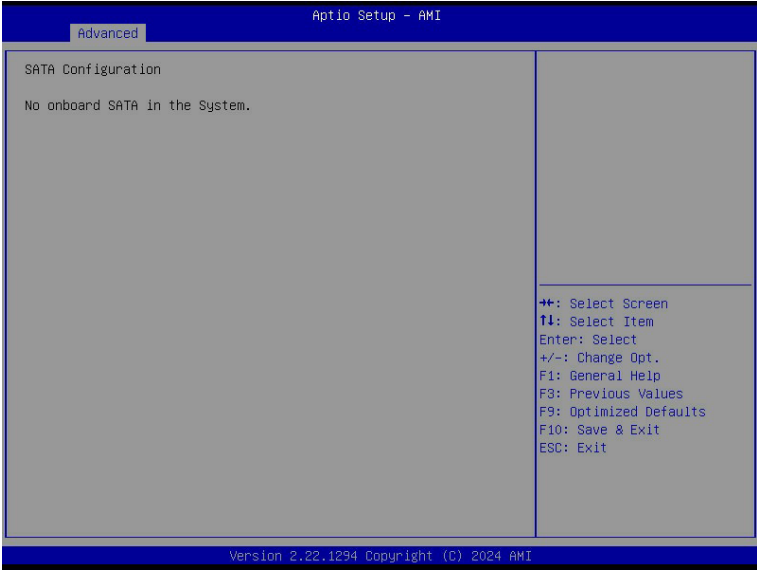 Aptio Setup – AMI
Advanced
SATA Configuration
No onboard SATA in the System.
→←: Select Screen
↑↓: Select Item
Enter: Select
+/-: Change Opt.
F1: General Help
F3: Previous Values
F9: Optimized Defaults
F10: Save & Exit
ESC: Exit
Version 2.22.1294 Copyright (C) 2024 AMI